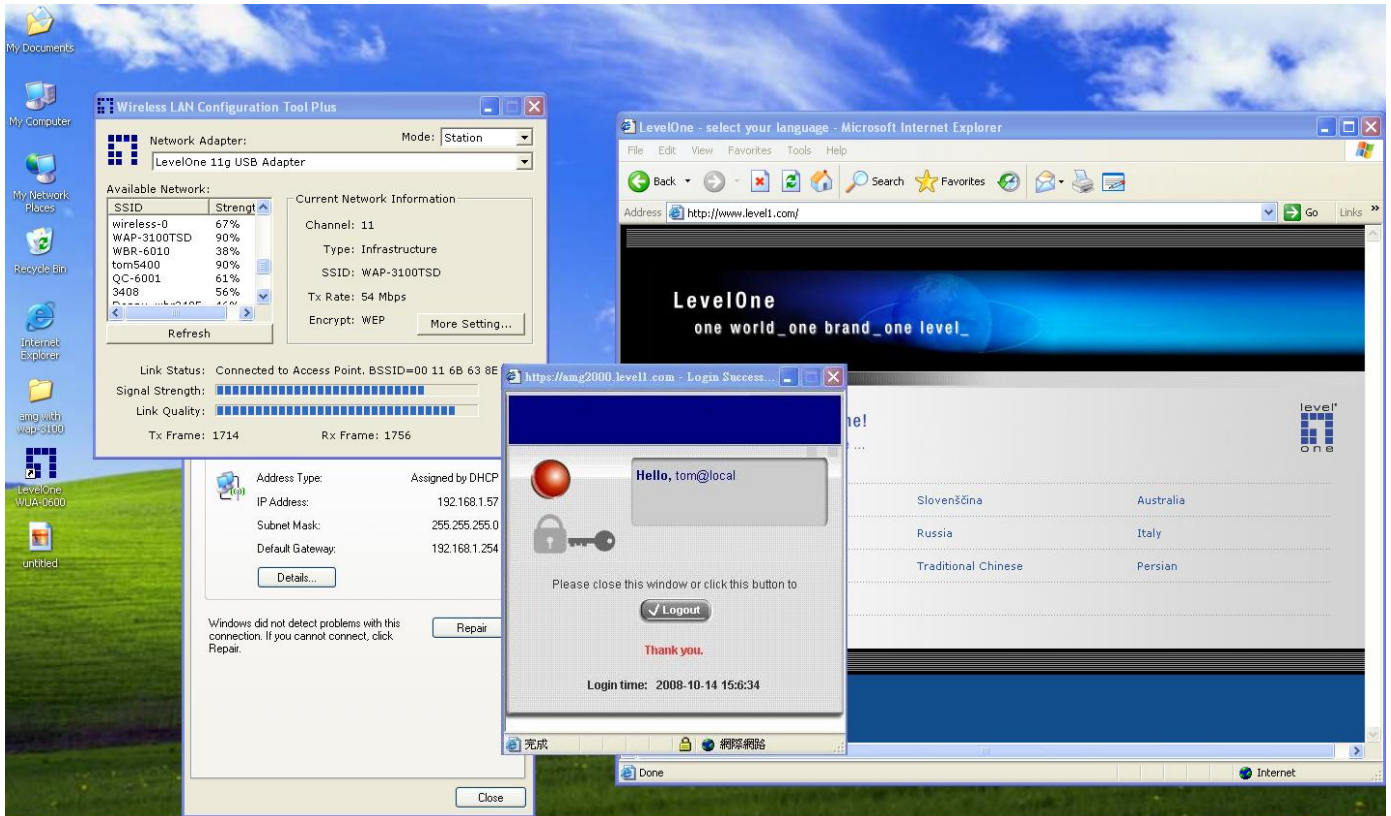 My Documents
My Computer
My Network
Places
Recycle Bin
Internet
Explorer
amg with
wap-3100
LevelOne
WUA-0600
untitled
Wireless LAN Configuration Tool Plus
Network Adapter:
Mode: Station
LevelOne 11g USB Adapter
Available Network:
SSID Strengt
wireless-0 67%
WAP-3100TSD 90%
WBR-6010 38%
tom5400 90%
QC-6001 61%
3408 56%
Refresh
Current Network Information
Channel: 11
Type: Infrastructure
SSID: WAP-3100TSD
Tx Rate: 54 Mbps
Encrypt: WEP
More Setting...
Link Status: Connected to Access Point. BSSID=00 11 6B 63 8E
Signal Strength:
Link Quality:
Tx Frame: 1714 Rx Frame: 1756
Address Type: Assigned by DHCP
IP Address: 192.168.1.57
Subnet Mask: 255.255.255.0
Default Gateway: 192.168.1.254
Details...
Windows did not detect problems with this
connection. If you cannot connect, click
Repair.
Repair
Close
https://amg2000.level1.com - Login Success...
Hello, tom@local
Please close this window or click this button to
Logout
Thank you.
Login time: 2008-10-14 15:6:34
完成
網際網路
LevelOne - select your language - Microsoft Internet Explorer
File Edit View Favorites Tools Help
Back Search Favorites
Address http://www.level1.com/ Go Links »
LevelOne
one world_one brand_one level_
level
one
ne!
...
Slovenščina Australia
Russia Italy
Traditional Chinese Persian
Done
Internet